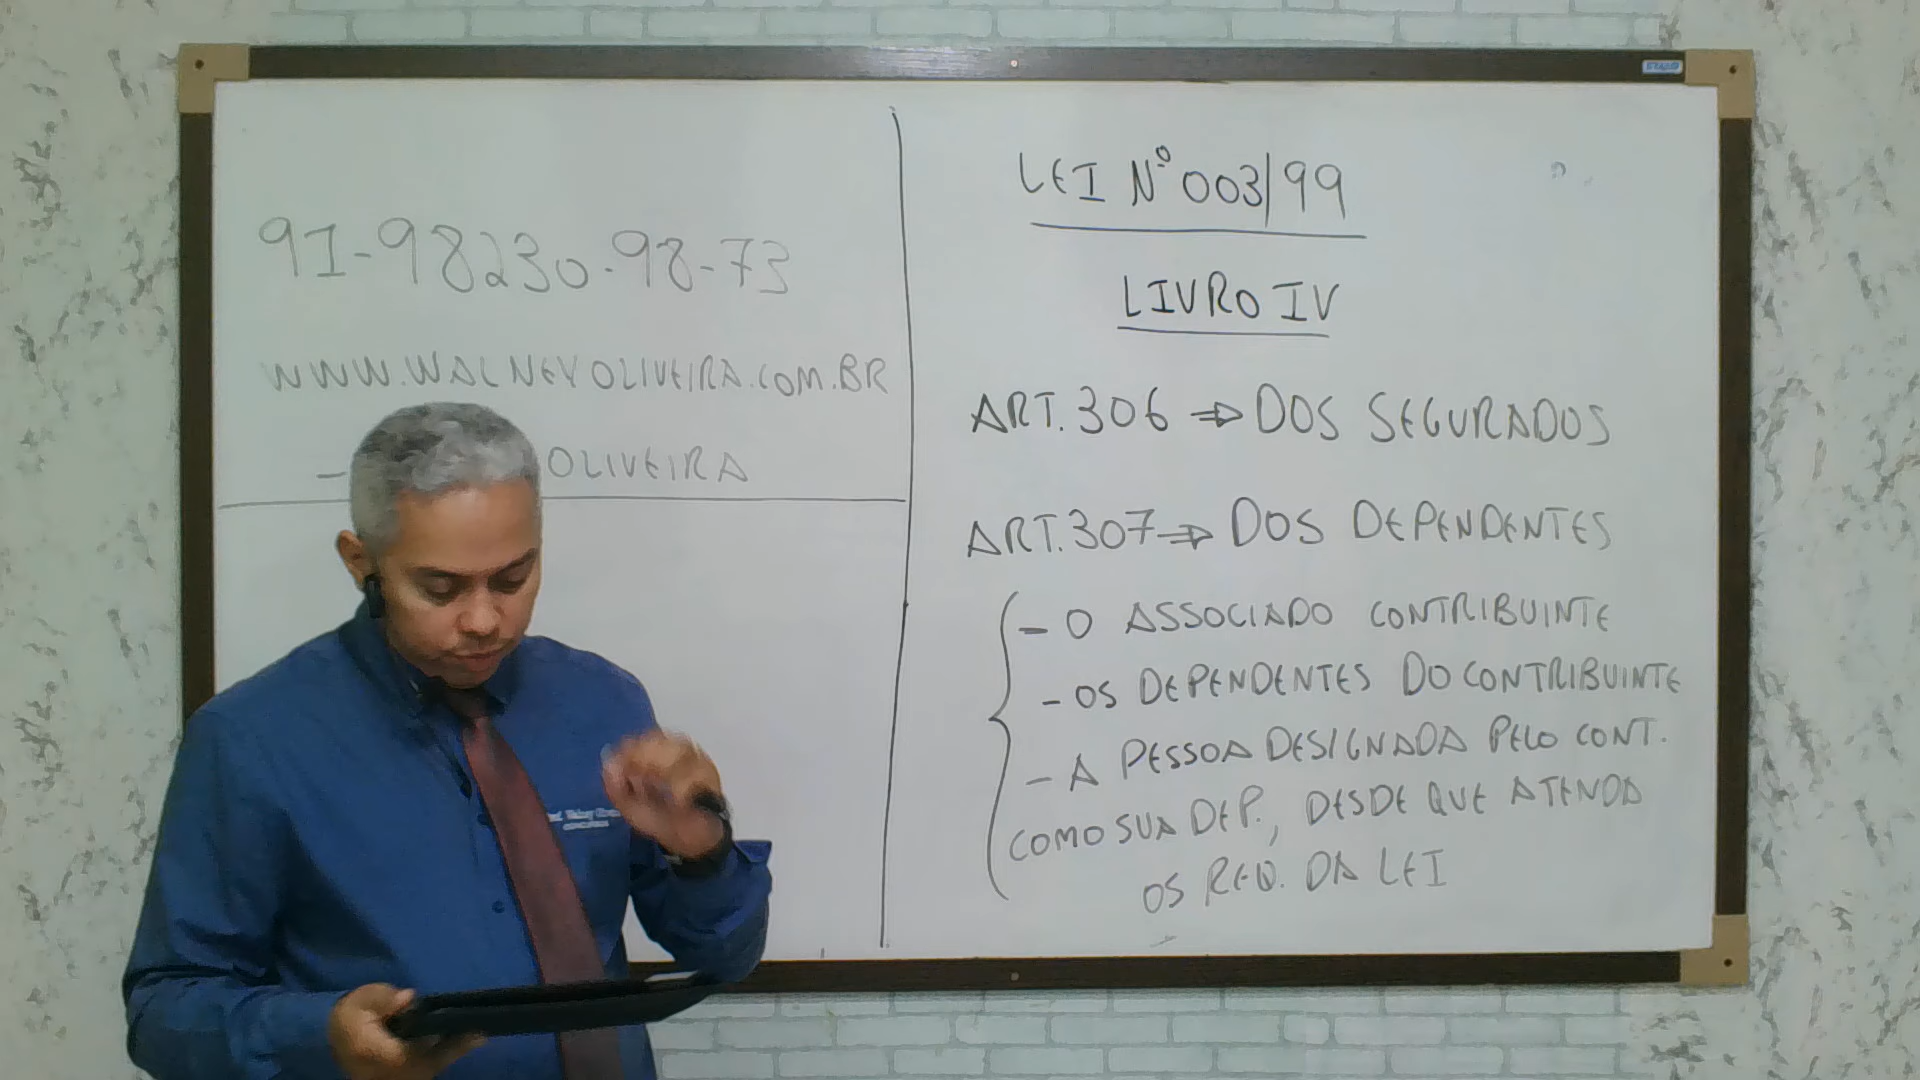 91-98230-98-73
WWW.WALNEYOLIVEIRA.COM.BR
- OLIVEIRA
LEI Nº 003/99
LIVRO IV
ART. 306 ⇒ DOS SEGURADOS
ART. 307 ⇒ DOS DEPENDENTES
- O ASSOCIADO CONTRIBUINTE
- OS DEPENDENTES DO CONTRIBUINTE
- A PESSOA DESIGNADA PELO CONT.
COMO SUA DEP., DESDE QUE ATENDA
OS REQ. DA LEI